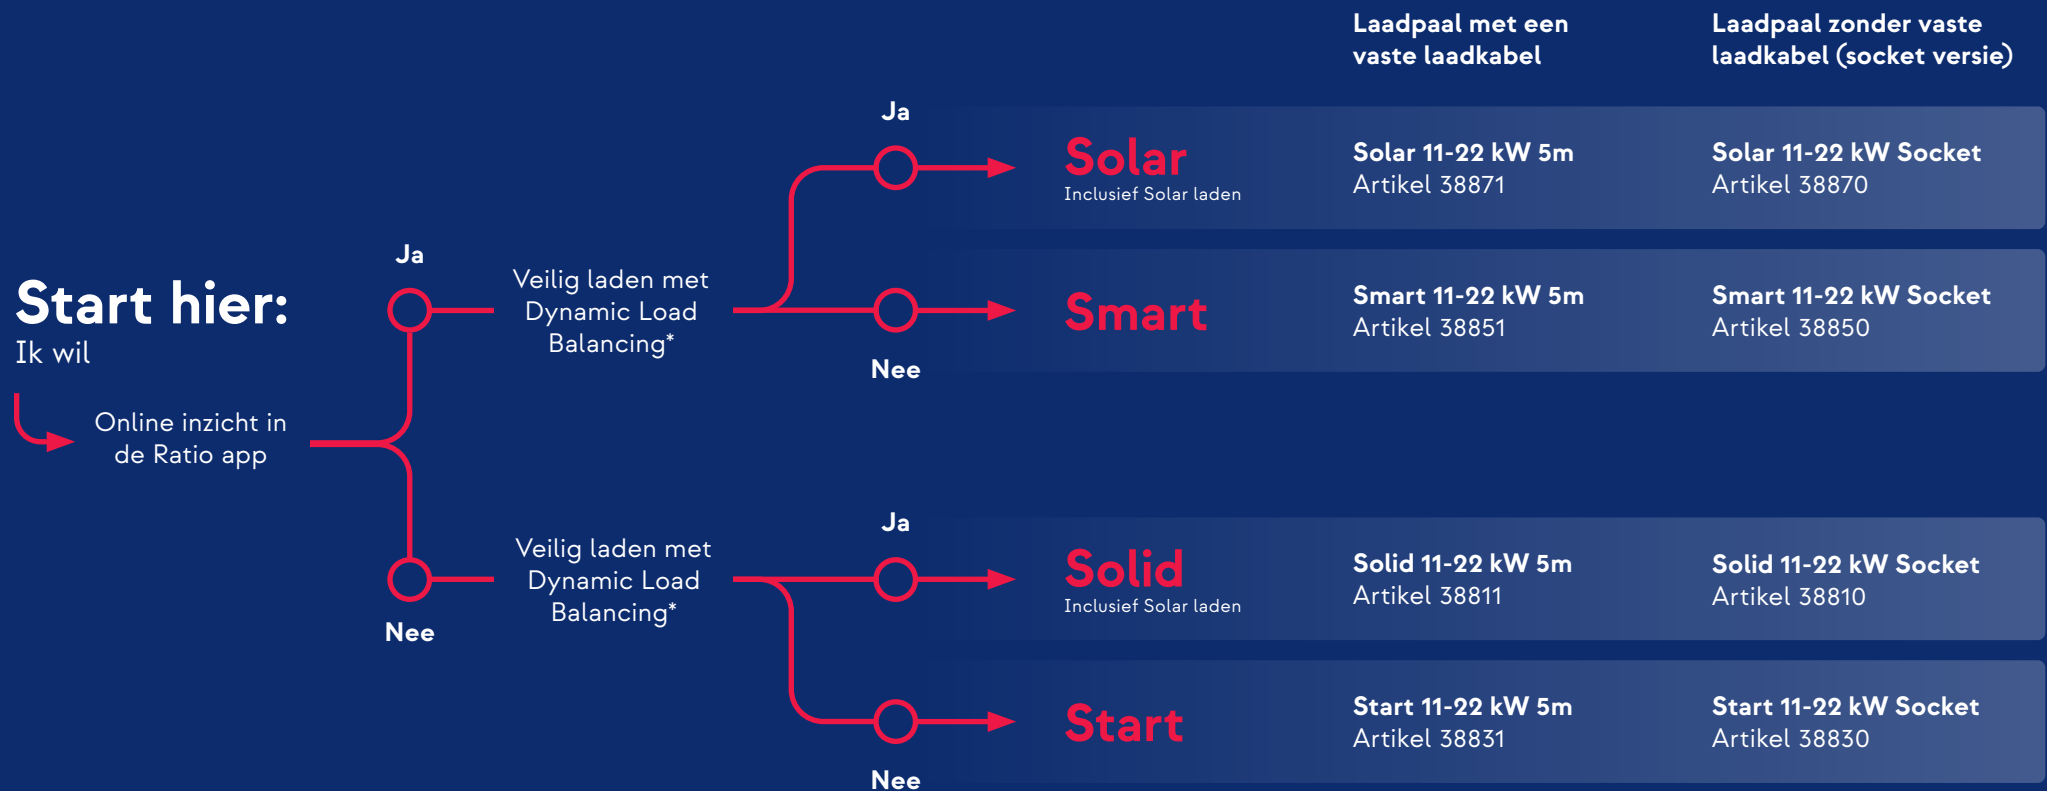 Laadpaal met een
vaste laadkabel
Laadpaal zonder vaste
laadkabel (socket versie)
Start hier:
Ik wil
Online inzicht in
de Ratio app
Ja
Veilig laden met
Dynamic Load
Balancing*
Ja
Solar
Inclusief Solar laden
Solar 11-22 kW 5m
Artikel 38871
Solar 11-22 kW Socket
Artikel 38870
Nee
Smart
Smart 11-22 kW 5m
Artikel 38851
Smart 11-22 kW Socket
Artikel 38850
Nee
Veilig laden met
Dynamic Load
Balancing*
Ja
Solid
Inclusief Solar laden
Solid 11-22 kW 5m
Artikel 38811
Solid 11-22 kW Socket
Artikel 38810
Nee
Start
Start 11-22 kW 5m
Artikel 38831
Start 11-22 kW Socket
Artikel 38830